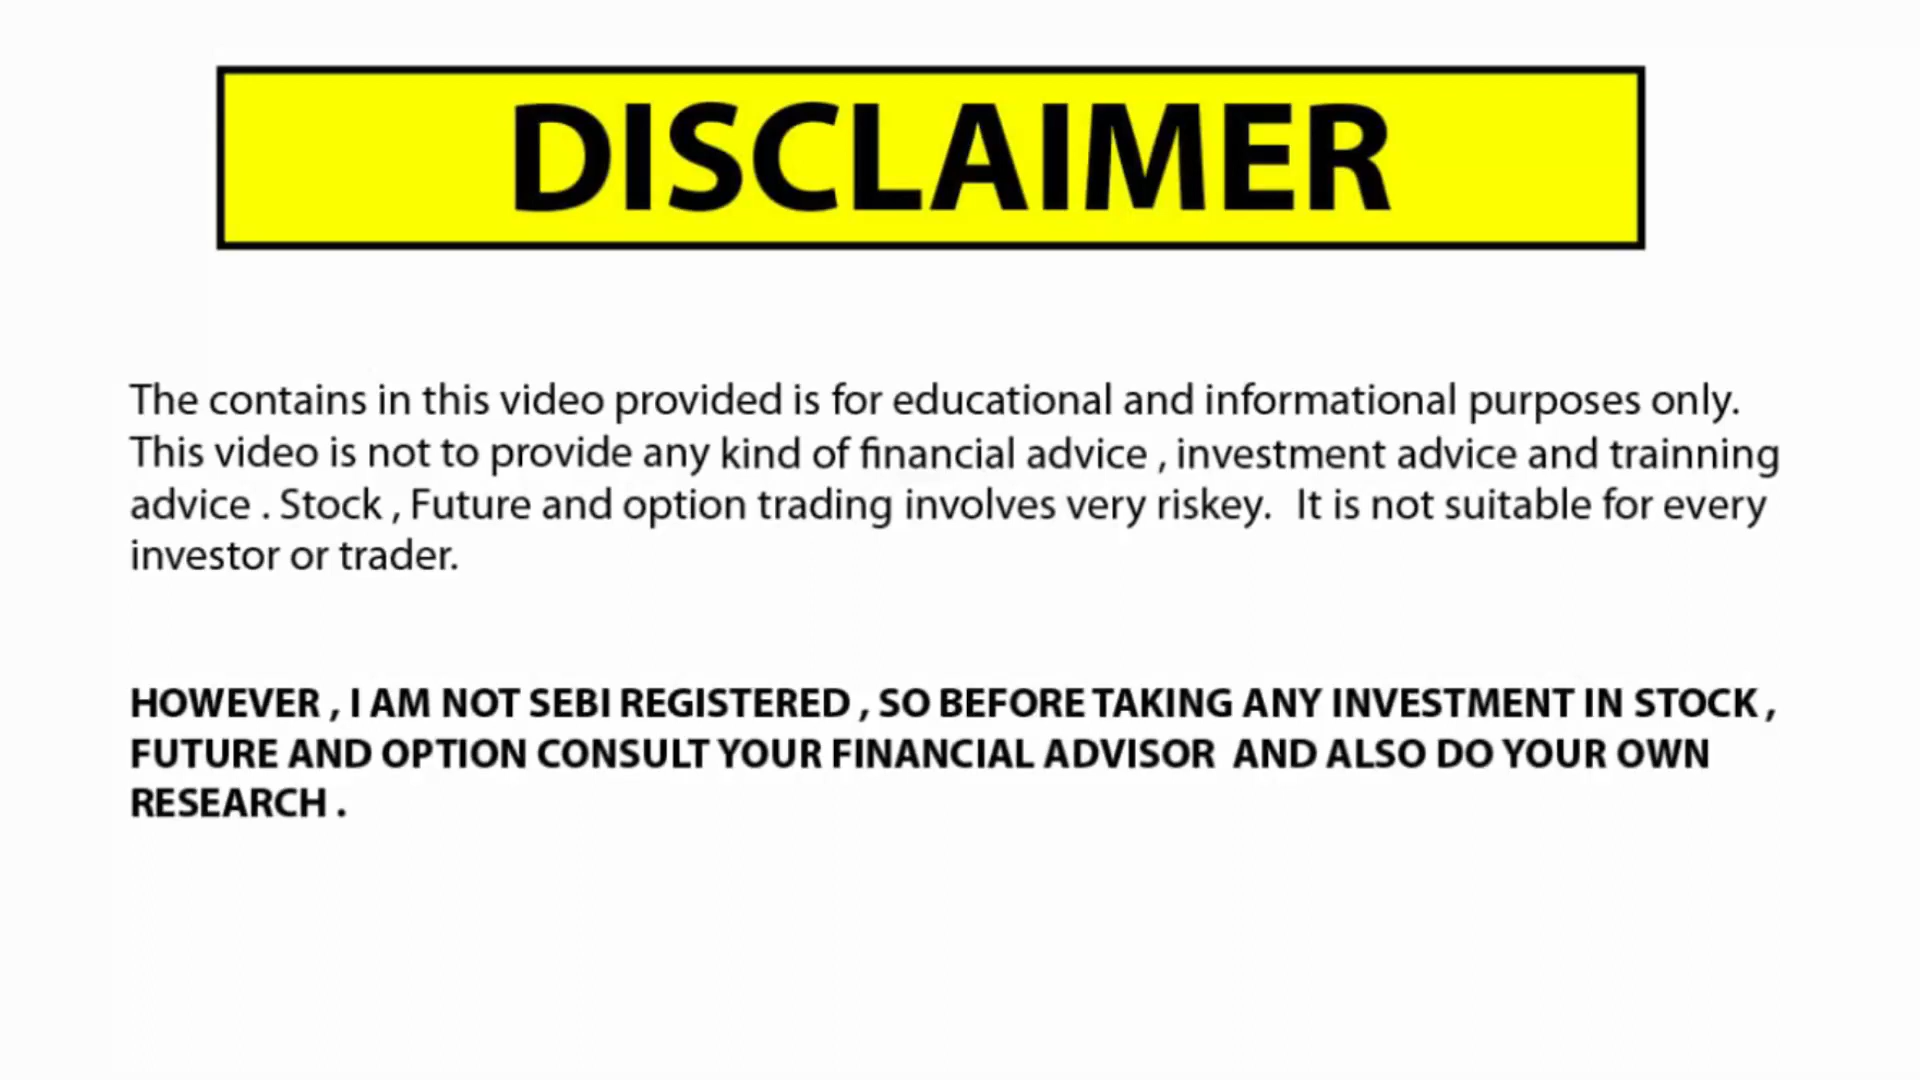 DISCLAIMER
The contains in this video provided is for educational and informational purposes only.
This video is not to provide any kind of financial advice , investment advice and trainning
advice . Stock , Future and option trading involves very riskey. It is not suitable for every
investor or trader.
HOWEVER , I AM NOT SEBI REGISTERED , SO BEFORE TAKING ANY INVESTMENT IN STOCK ,
FUTURE AND OPTION CONSULT YOUR FINANCIAL ADVISOR AND ALSO DO YOUR OWN
RESEARCH .